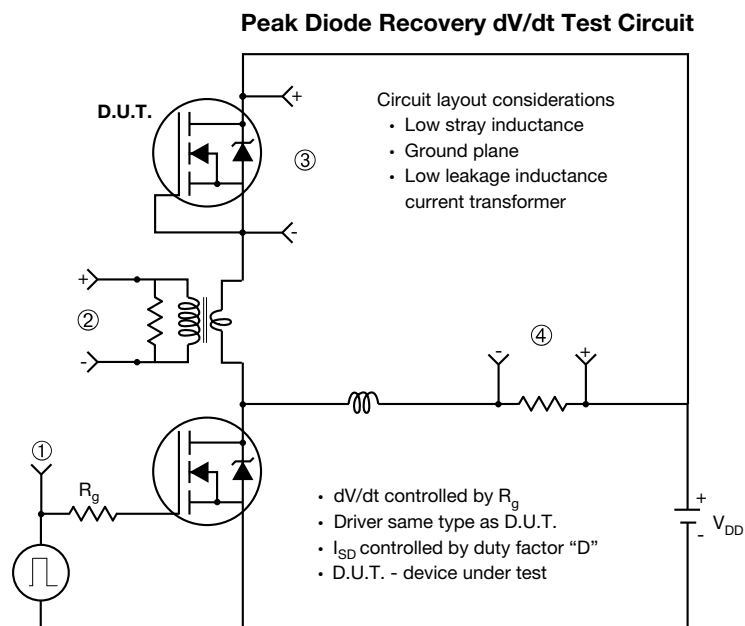 Peak Diode Recovery dV/dt Test Circuit
D.U.T.
+
Circuit layout considerations
• Low stray inductance
③
• Ground plane
• Low leakage inductance
current transformer
-
+
②
-
④
- +
①
Rg
• dV/dt controlled by Rg
• Driver same type as D.U.T.
• ISD controlled by duty factor “D”
• D.U.T. - device under test
+
VDD
-